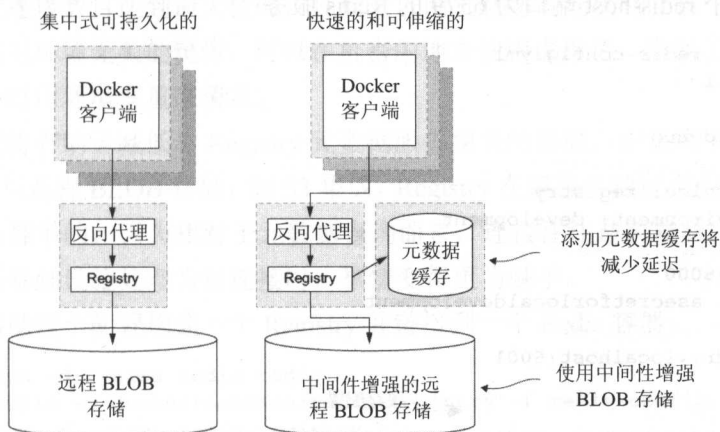 集中式可持久化的
快速的和可伸缩的
Docker
客户端
Docker
客户端
反向代理
Registry
反向代理
Registry
元数据
缓存
添加元数据缓存将
减少延迟
远程 BLOB
存储
中间件增强的远
程 BLOB 存储
使用中间性增强
BLOB 存储